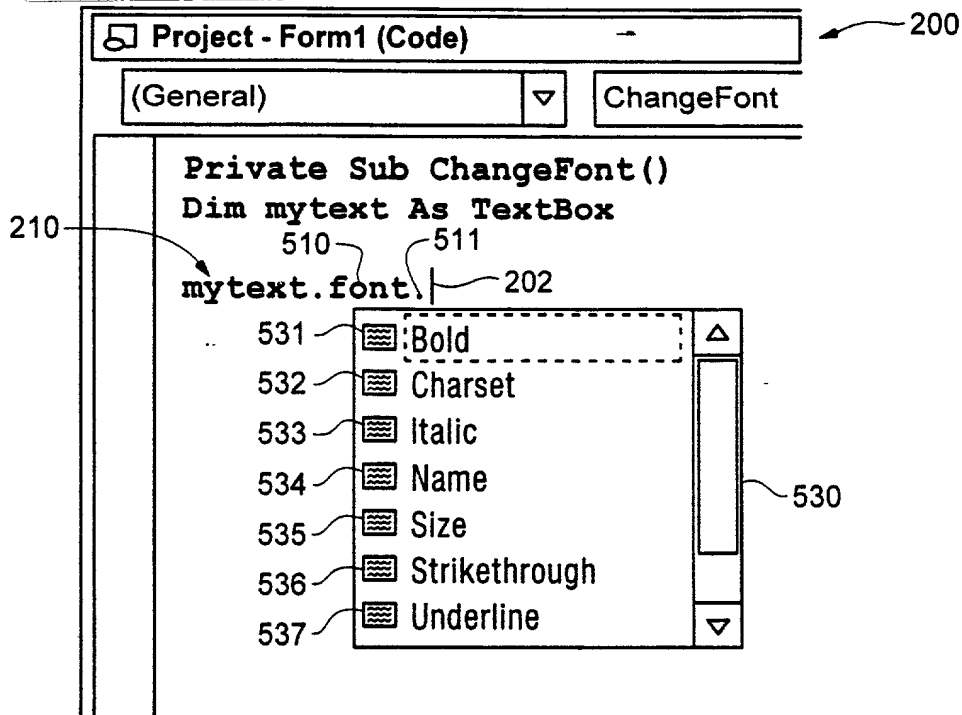 Project - Form1 (Code)
200
(General) ChangeFont
Private Sub ChangeFont()
Dim mytext As TextBox
210 510 511
mytext.font. 202
531 Bold
532 Charset
533 Italic
534 Name
530
535 Size
536 Strikethrough
537 Underline